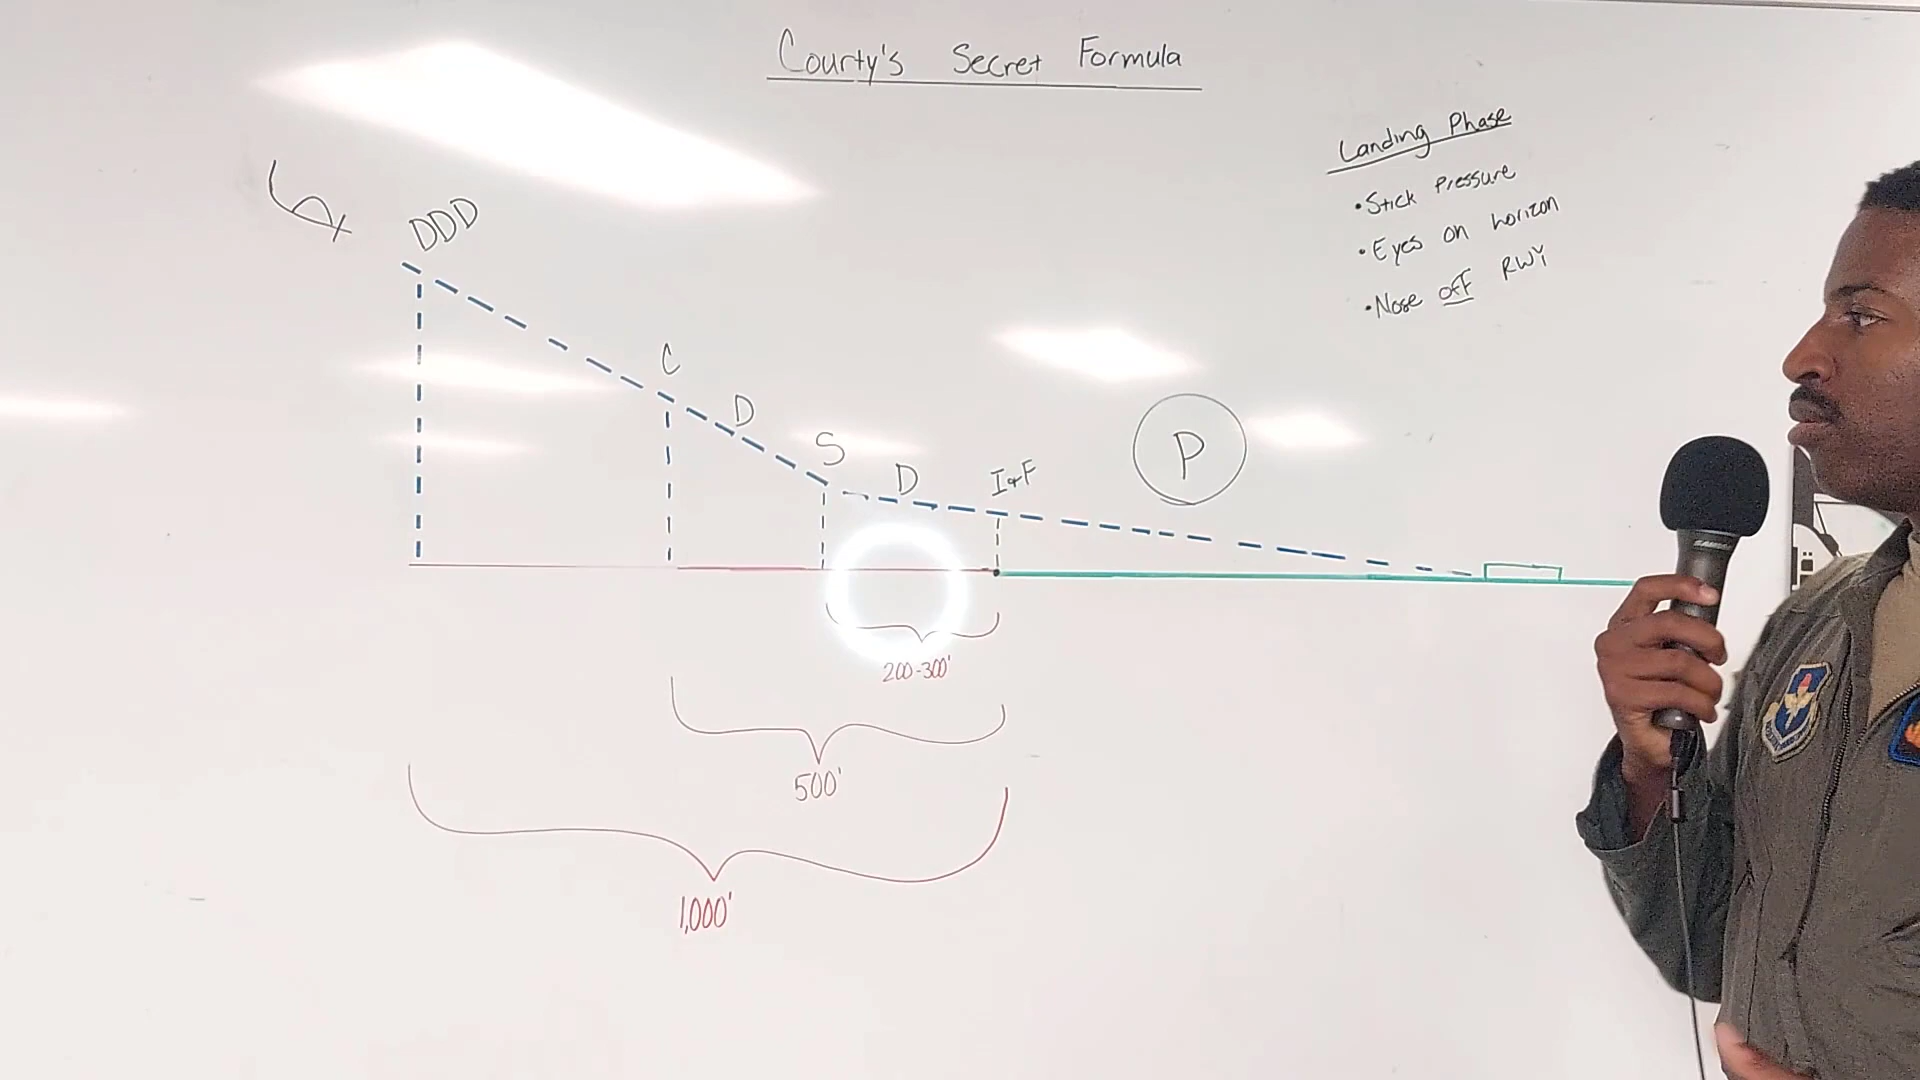 Courty's Secret Formula
Landing Phase
•Stick Pressure
•Eyes on horizon
•Nose off RWY
DDD
C
D
S
D
I&F
P
200-300'
500'
1,000'
SAMSON